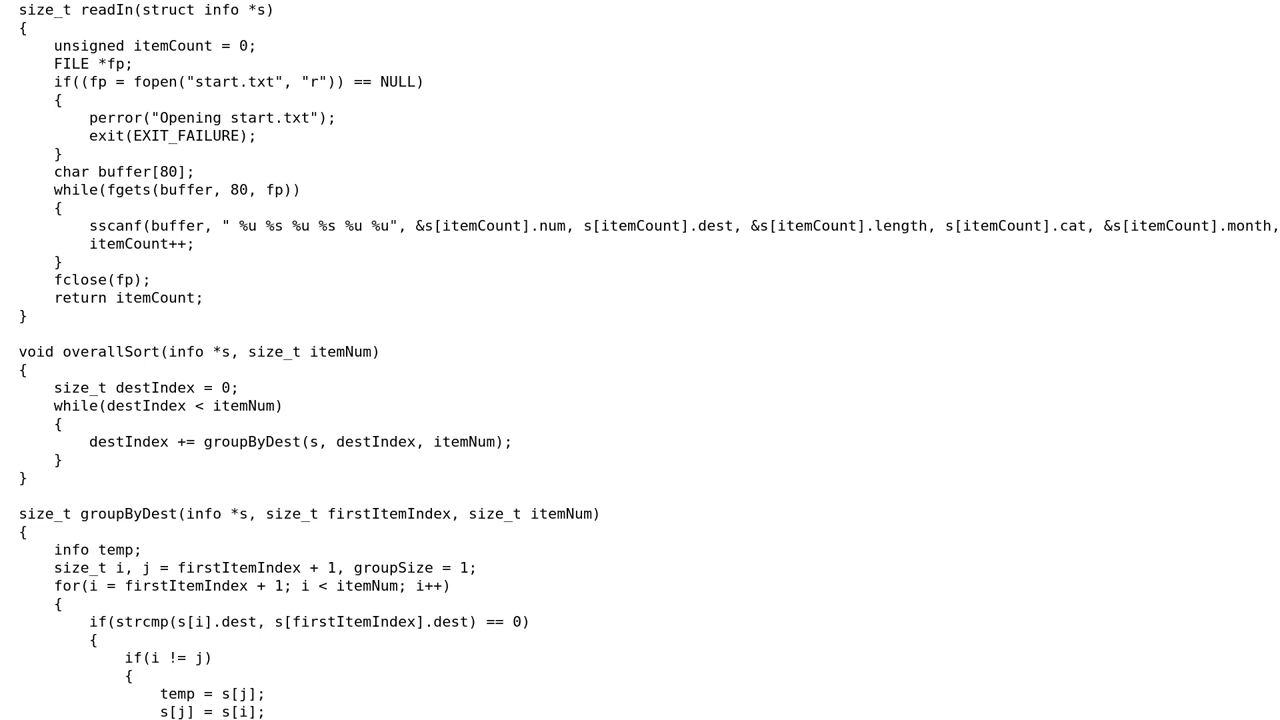 size_t readIn(struct info *s)
{
    unsigned itemCount = 0;
    FILE *fp;
    if((fp = fopen("start.txt", "r")) == NULL)
    {
        perror("Opening start.txt");
        exit(EXIT_FAILURE);
    }
    char buffer[80];
    while(fgets(buffer, 80, fp))
    {
        sscanf(buffer, " %u %s %u %s %u %u", &s[itemCount].num, s[itemCount].dest, &s[itemCount].length, s[itemCount].cat, &s[itemCount].month,
        itemCount++;
    }
    fclose(fp);
    return itemCount;
}

void overallSort(info *s, size_t itemNum)
{
    size_t destIndex = 0;
    while(destIndex < itemNum)
    {
        destIndex += groupByDest(s, destIndex, itemNum);
    }
}

size_t groupByDest(info *s, size_t firstItemIndex, size_t itemNum)
{
    info temp;
    size_t i, j = firstItemIndex + 1, groupSize = 1;
    for(i = firstItemIndex + 1; i < itemNum; i++)
    {
        if(strcmp(s[i].dest, s[firstItemIndex].dest) == 0)
        {
            if(i != j)
            {
                temp = s[j];
                s[j] = s[i];